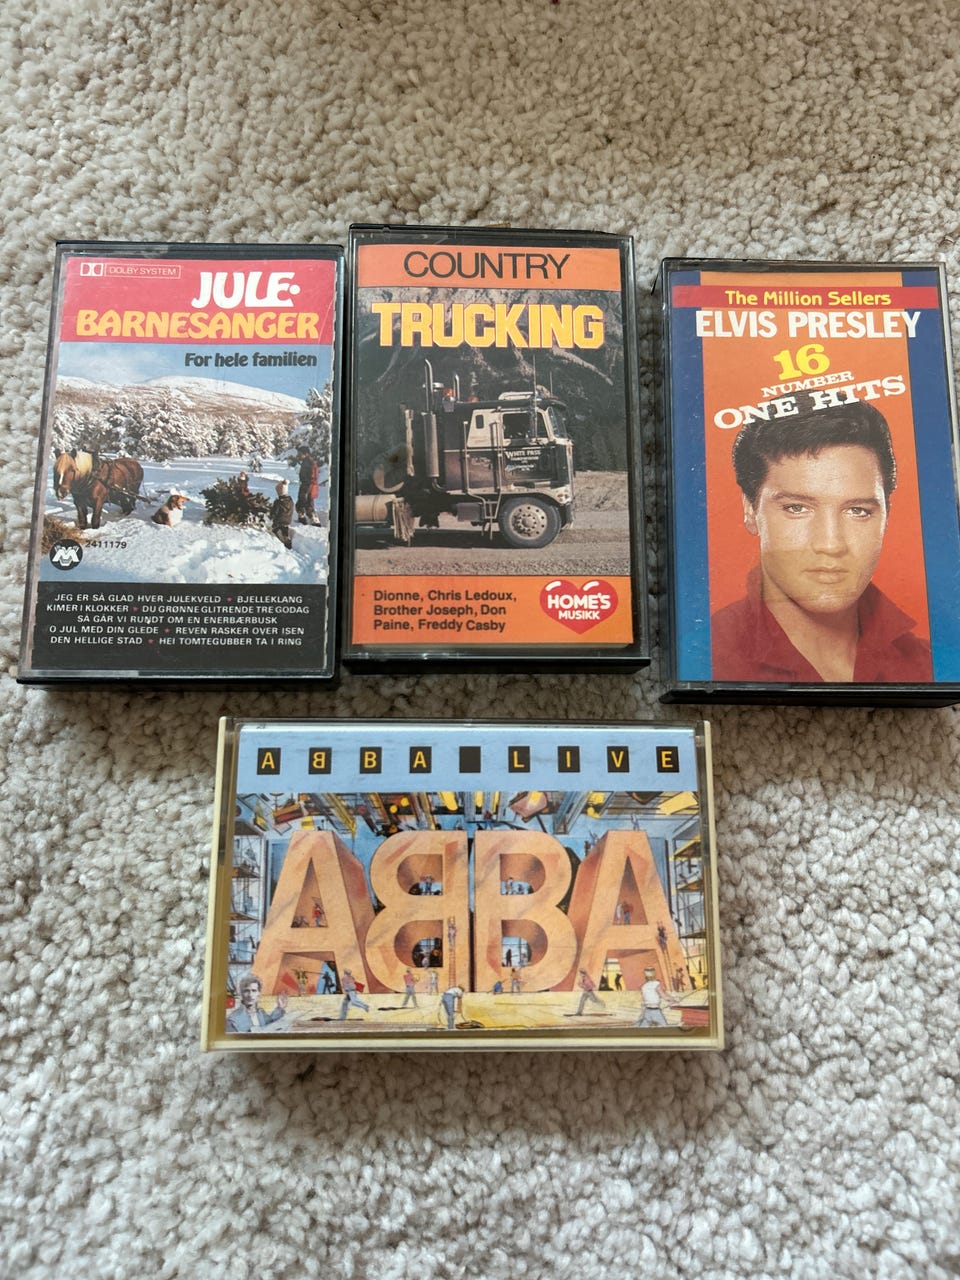 DOLBY SYSTEM
JULE-
BARNESANGER
For hele familien
2411179
JEG ER SÅ GLAD HVER JULEKVELD ★ BJELLEKLANG
KIMER I KLOKKER ★ DU GRØNNE GLITRENDE TRE GODAG
SÅ GÅR VI RUNDT OM EN ENERBÆRBUSK
O JUL MED DIN GLEDE ★ REVEN RASKER OVER ISEN
DEN HELLIGE STAD ★ HEI TOMTEGUBBER TA I RING
COUNTRY
TRUCKING
WHITE PASS
Dionne, Chris Ledoux,
Brother Joseph, Don
Paine, Freddy Casby
HOME'S
MUSIKK
The Million Sellers
ELVIS PRESLEY
16
NUMBER
ONE HITS
ABBA LIVE
ABBA